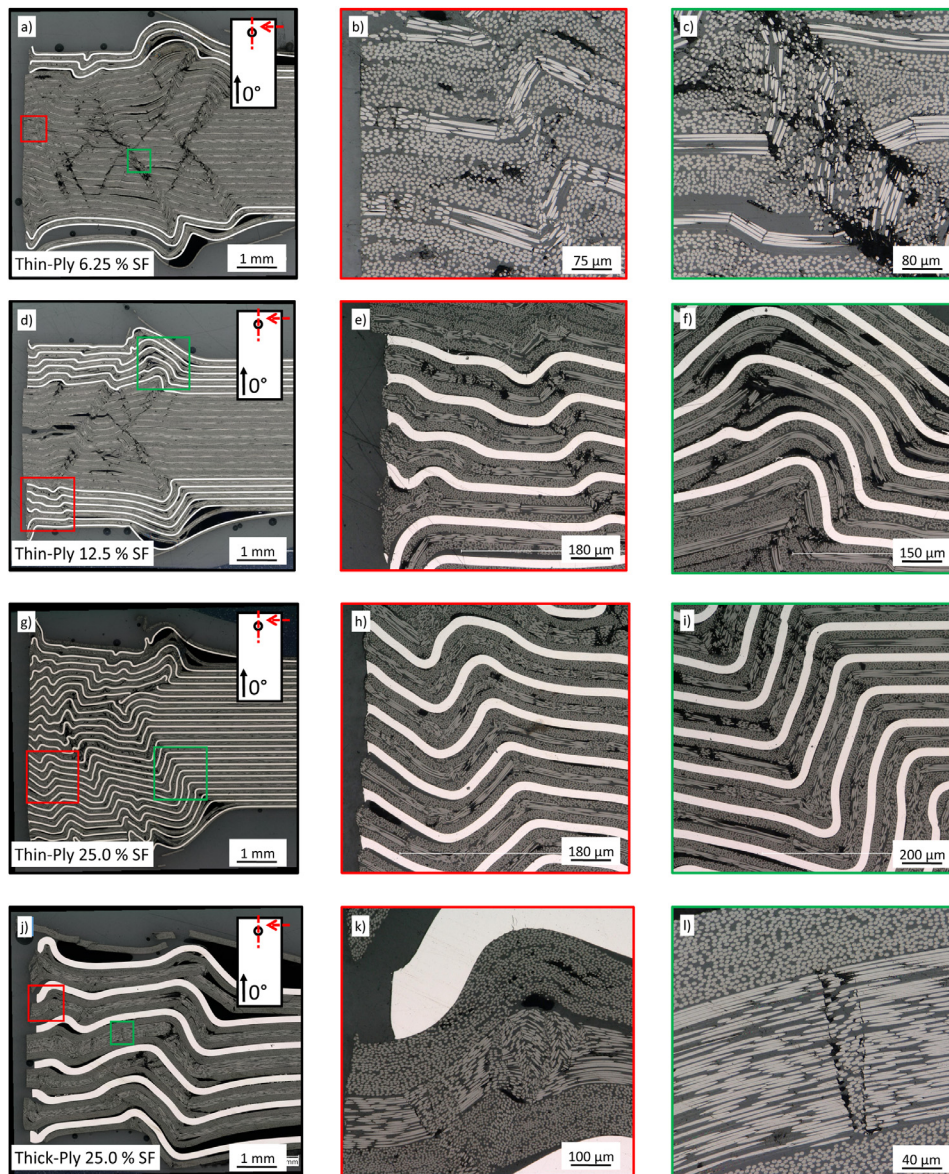 a)
0°
Thin-Ply 6.25 % SF
1 mm
b)
75 µm
c)
80 µm
d)
0°
Thin-Ply 12.5 % SF
1 mm
e)
180 µm
f)
150 µm
g)
0°
Thin-Ply 25.0 % SF
1 mm
h)
180 µm
i)
200 µm
j)
0°
Thick-Ply 25.0 % SF
1 mm
mm
k)
100 µm
l)
40 µm